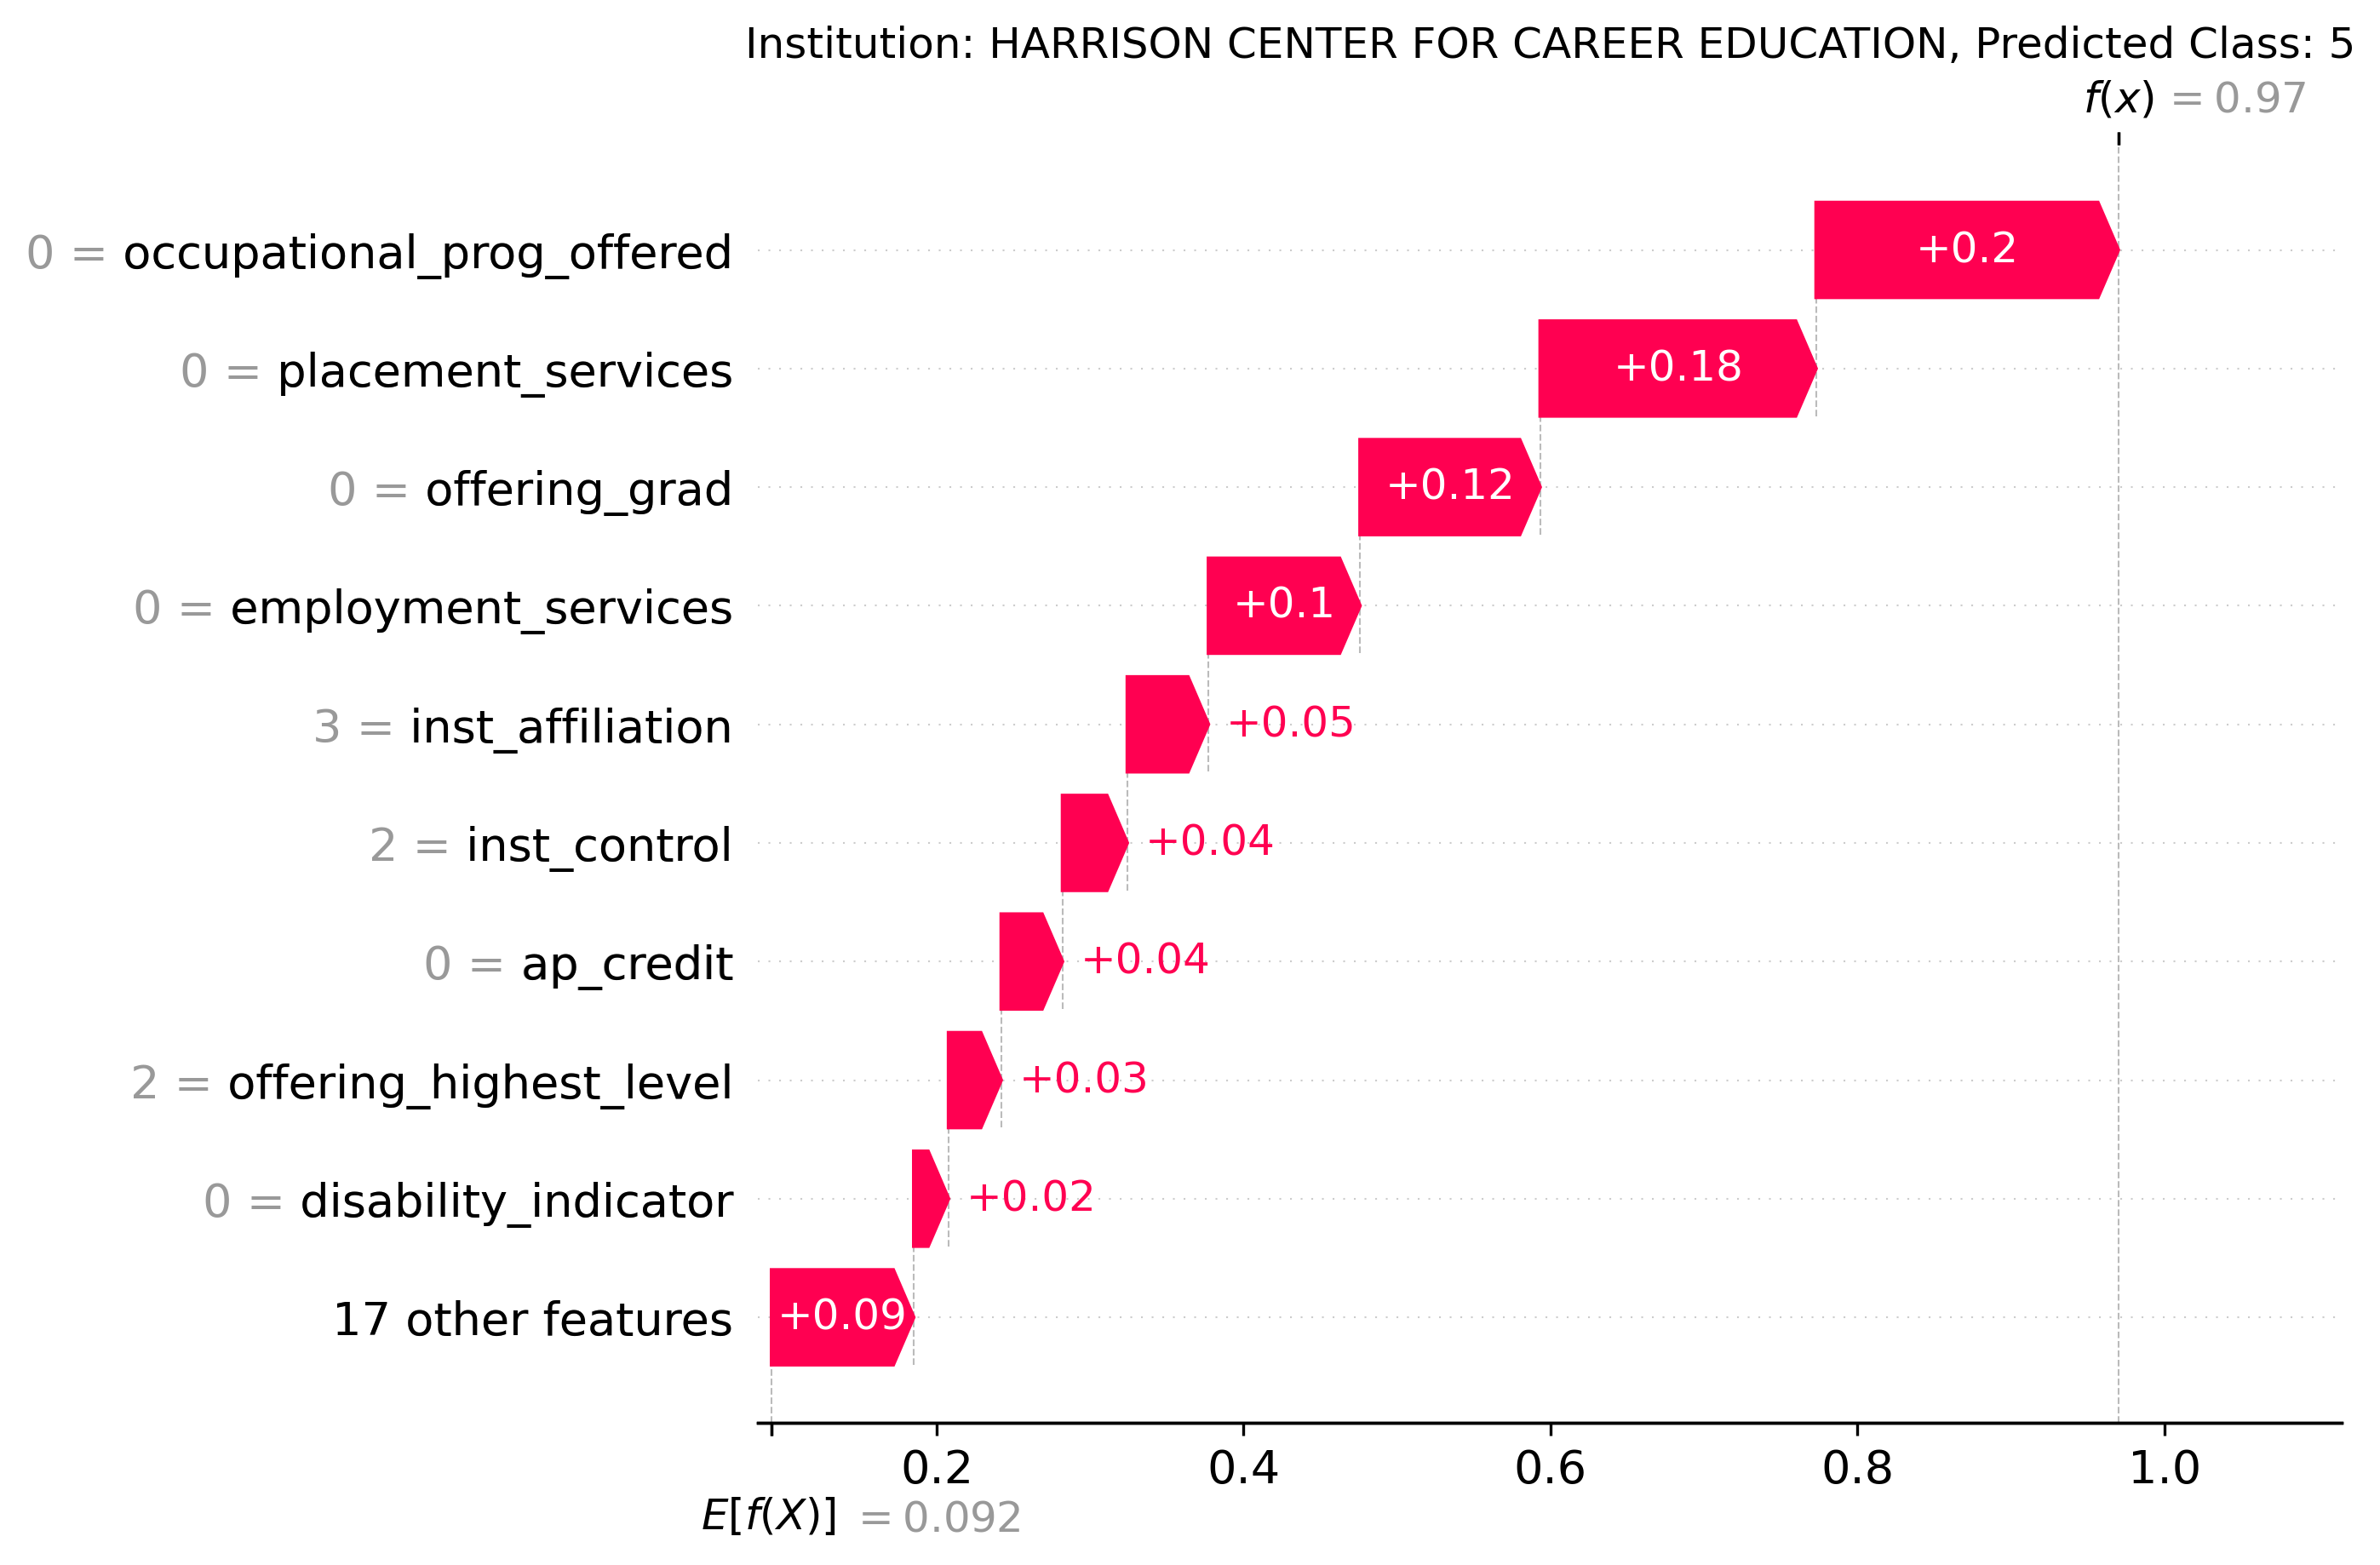 Institution: HARRISON CENTER FOR CAREER EDUCATION, Predicted Class: 5
f(x) = 0.97
0 = occupational_prog_offered +0.2
0 = placement_services +0.18
0 = offering_grad +0.12
0 = employment_services +0.1
3 = inst_affiliation +0.05
2 = inst_control +0.04
0 = ap_credit +0.04
2 = offering_highest_level +0.03
0 = disability_indicator +0.02
17 other features +0.09
0.2 0.4 0.6 0.8 1.0
E[f(X)] = 0.092